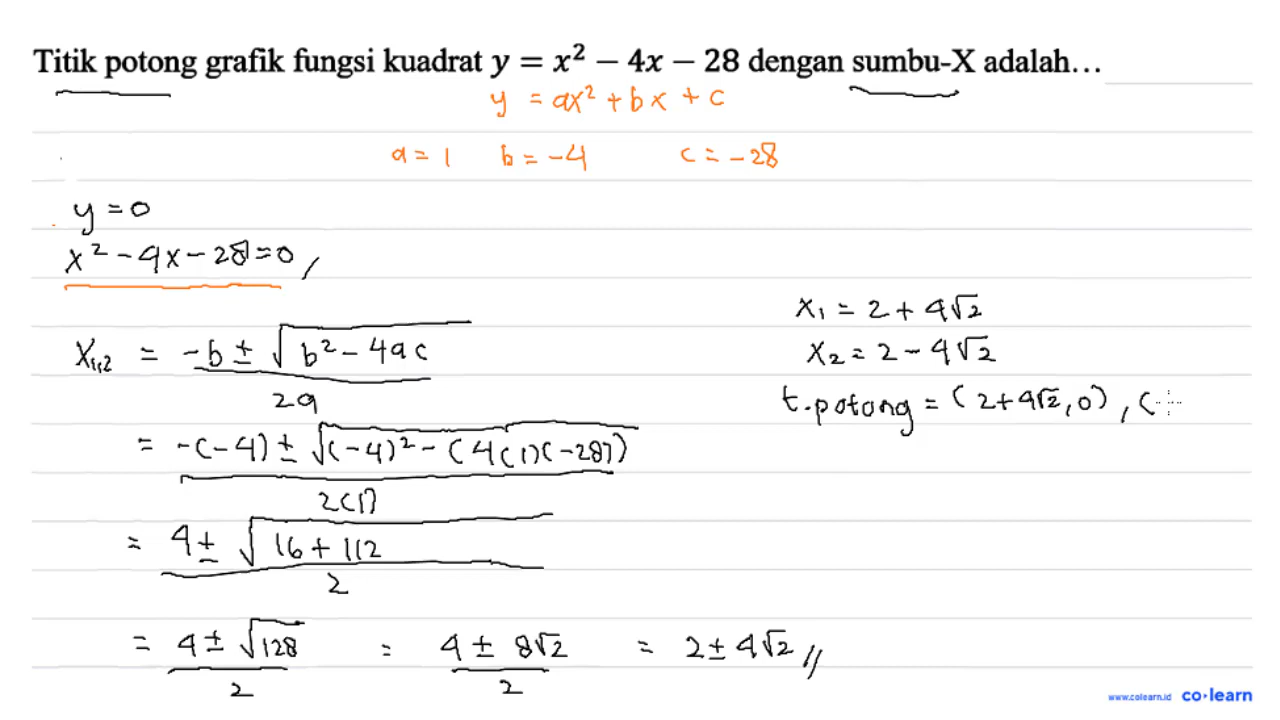 Titik potong grafik fungsi kuadrat y = x² − 4x − 28 dengan sumbu-X adalah...
y = ax² + bx + c
a = 1 b = -4 c = -28
y = 0
x² - 4x - 28 = 0 /
x₁ = 2 + 4√2
X₁,₂ = (-b ± √(b² - 4ac))/2a
x₂ = 2 - 4√2
t.potong = (2+4√2, 0), (
= (-(-4) ± √((-4)² - (4(1)(-28))))/2(1)
= (4 ± √(16 + 112))/2
= (4 ± √128)/2 = (4 ± 8√2)/2 = 2 ± 4√2 //
www.colearn.id co·learn